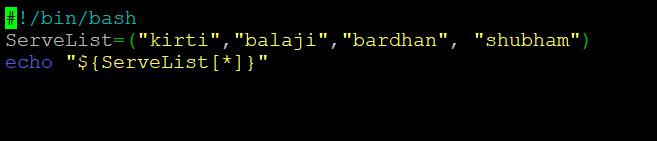 #!/bin/bash
ServeList=("kirti","balaji","bardhan", "shubham")
echo "${ServeList[*]}"